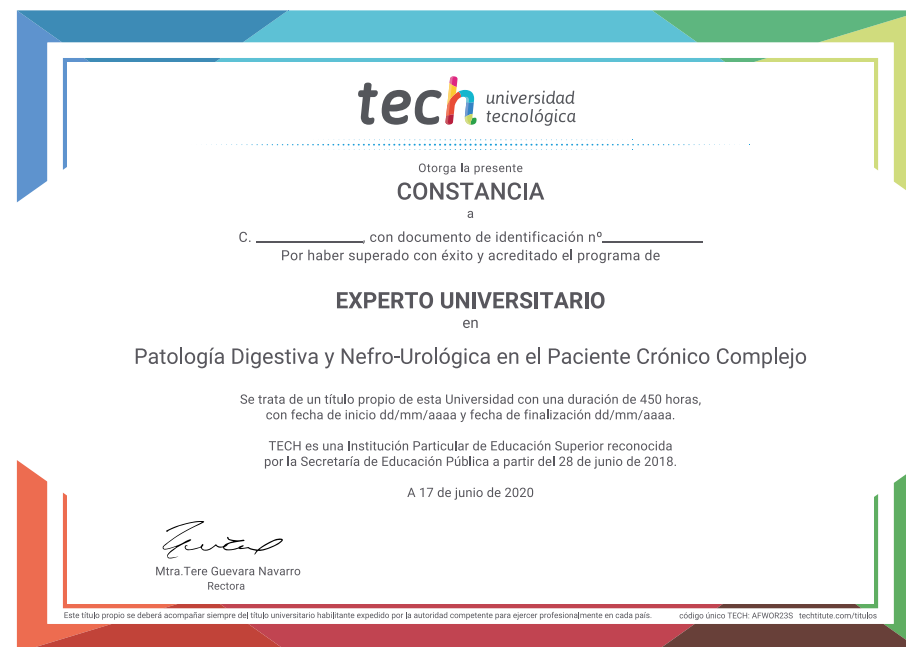 tech universidad
tecnológica
Otorga la presente
CONSTANCIA
a
C. ____________, con documento de identificación nº____________
Por haber superado con éxito y acreditado el programa de
EXPERTO UNIVERSITARIO
en
Patología Digestiva y Nefro-Urológica en el Paciente Crónico Complejo
Se trata de un título propio de esta Universidad con una duración de 450 horas,
con fecha de inicio dd/mm/aaaa y fecha de finalización dd/mm/aaaa.
TECH es una Institución Particular de Educación Superior reconocida
por la Secretaría de Educación Pública a partir del 28 de junio de 2018.
A 17 de junio de 2020
Mtra.Tere Guevara Navarro
Rectora
Este título propio se deberá acompañar siempre del título universitario habilitante expedido por la autoridad competente para ejercer profesionalmente en cada país. código único TECH: AFWOR23S techtitute.com/titulos